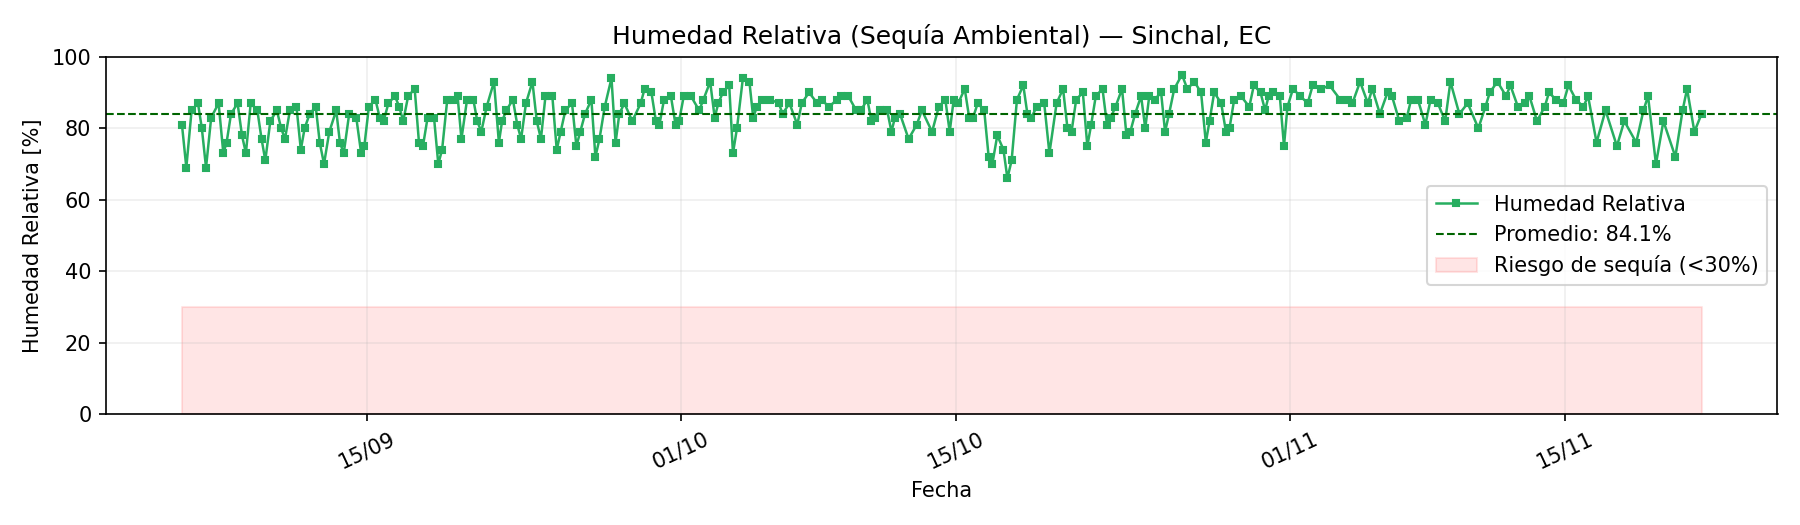 Humedad Relativa (Sequía Ambiental) — Sinchal, EC
Humedad Relativa [%]
100
80
60
40
20
0
Humedad Relativa
Promedio: 84.1%
Riesgo de sequía (<30%)
15/09
01/10
15/10
01/11
15/11
Fecha